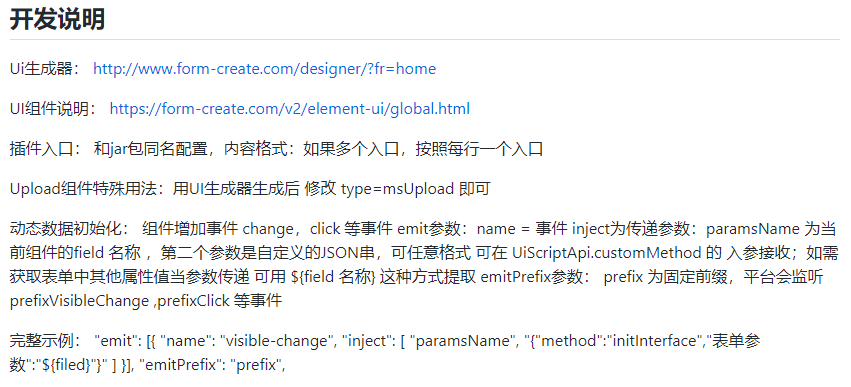 开发说明
Ui生成器： http://www.form-create.com/designer/?fr=home
UI组件说明： https://form-create.com/v2/element-ui/global.html
插件入口： 和jar包同名配置，内容格式：如果多个入口，按照每行一个入口
Upload组件特殊用法：用UI生成器生成后 修改 type=msUpload 即可
动态数据初始化： 组件增加事件 change，click 等事件 emit参数：name = 事件 inject为传递参数：paramsName 为当
前组件的field 名称 ，第二个参数是自定义的JSON串，可任意格式 可在 UiScriptApi.customMethod 的 入参接收；如需
获取表单中其他属性值当参数传递 可用 ${field 名称} 这种方式提取 emitPrefix参数： prefix 为固定前缀，平台会监听
prefixVisibleChange ,prefixClick 等事件
完整示例： "emit": [{ "name": "visible-change", "inject": [ "paramsName", "{"method":"initInterface","表单参
数":"${filed}"}" ] }], "emitPrefix": "prefix",